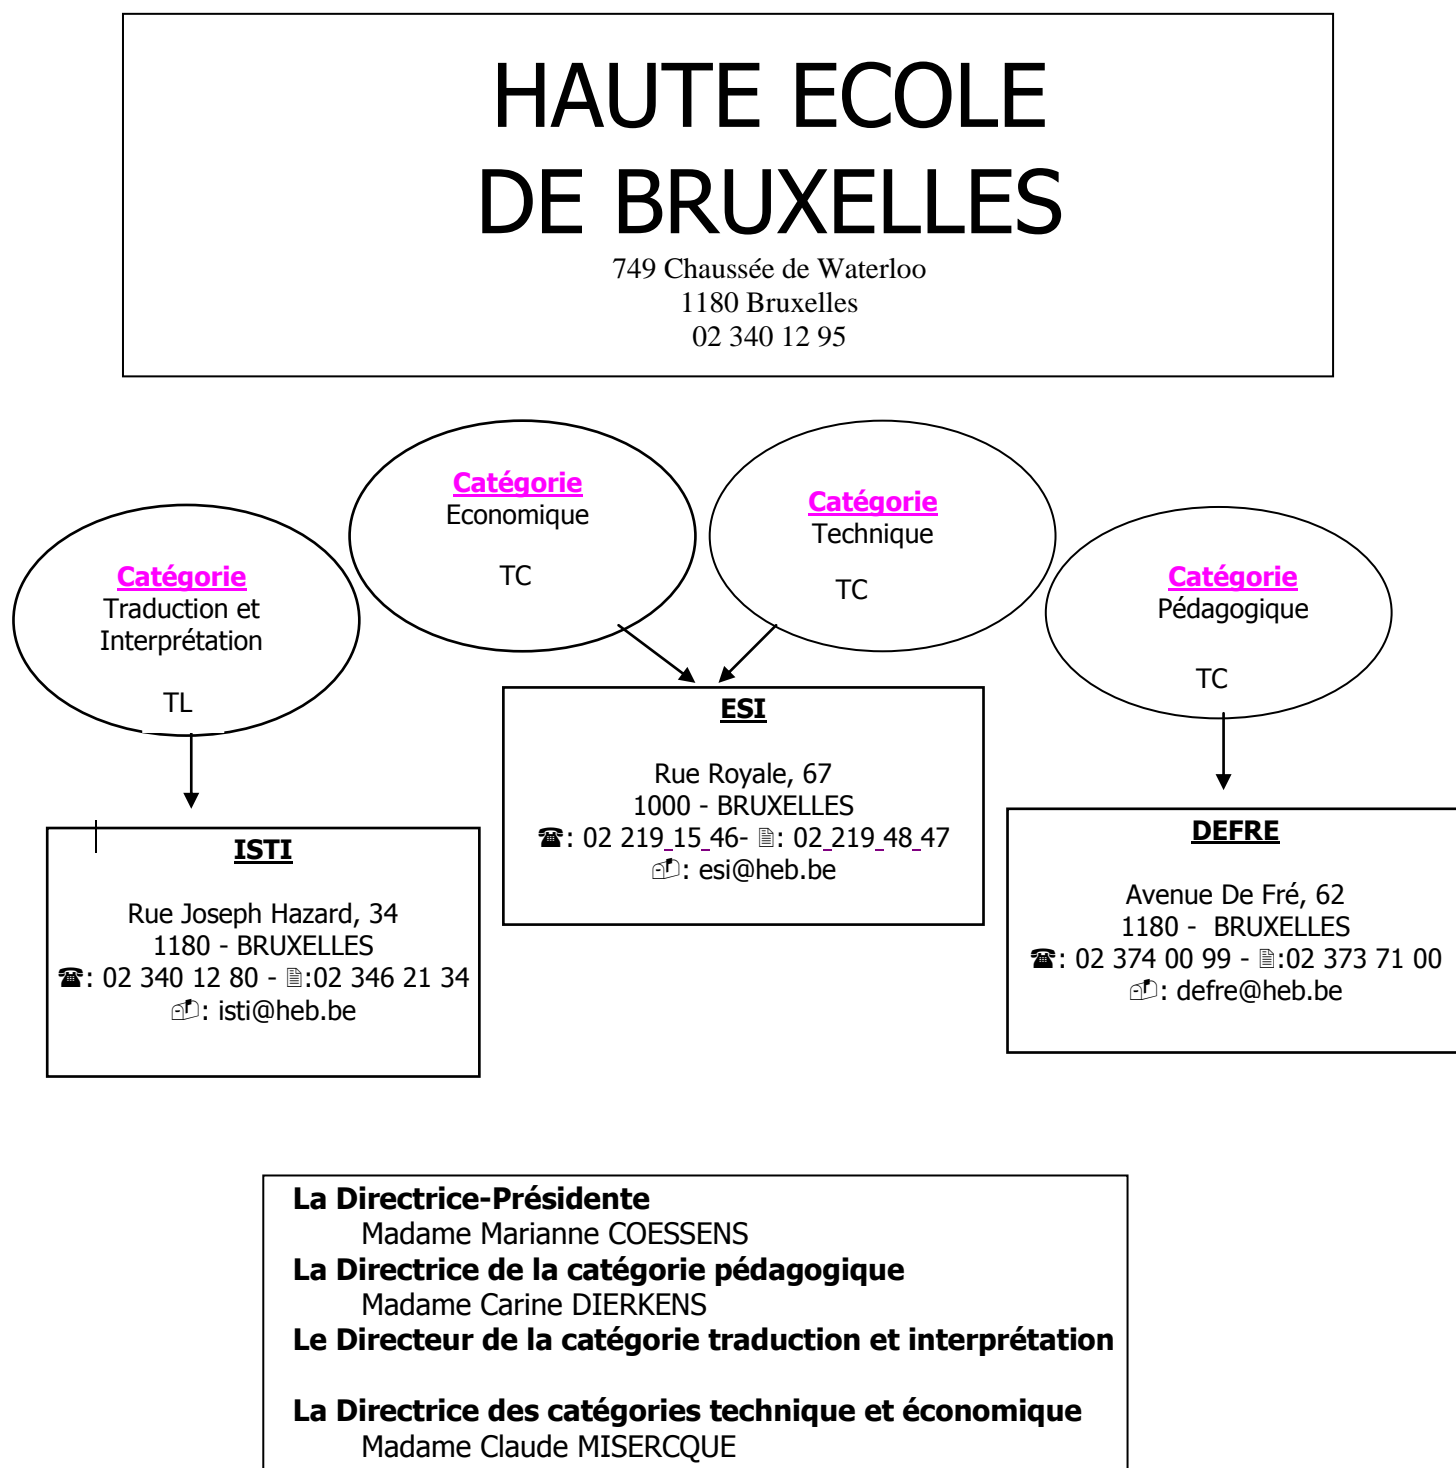 HAUTE ECOLE
DE BRUXELLES
749 Chaussée de Waterloo
1180 Bruxelles
02 340 12 95
Catégorie
Traduction et
Interprétation
TL
Catégorie
Economique
TC
Catégorie
Technique
TC
Catégorie
Pédagogique
TC
ISTI
Rue Joseph Hazard, 34
1180 - BRUXELLES
☎: 02 340 12 80 - 🗎:02 346 21 34
🖆: isti@heb.be
ESI
Rue Royale, 67
1000 - BRUXELLES
☎: 02 219 15 46- 🗎: 02 219 48 47
🖆: esi@heb.be
DEFRE
Avenue De Fré, 62
1180 -  BRUXELLES
☎: 02 374 00 99 - 🗎:02 373 71 00
🖆: defre@heb.be
La Directrice-Présidente
Madame Marianne COESSENS
La Directrice de la catégorie pédagogique
Madame Carine DIERKENS
Le Directeur de la catégorie traduction et interprétation
La Directrice des catégories technique et économique
Madame Claude MISERCQUE